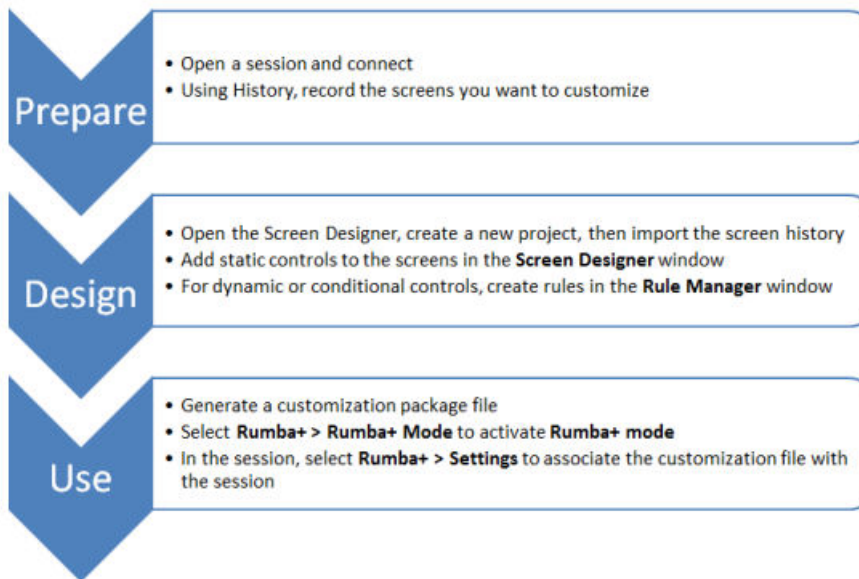 Prepare
• Open a session and connect
• Using History, record the screens you want to customize
Design
• Open the Screen Designer, create a new project, then import the screen history
• Add static controls to the screens in the Screen Designer window
• For dynamic or conditional controls, create rules in the Rule Manager window
Use
• Generate a customization package file
• Select Rumba+ > Rumba+ Mode to activate Rumba+ mode
• In the session, select Rumba+ > Settings to associate the customization file with
the session